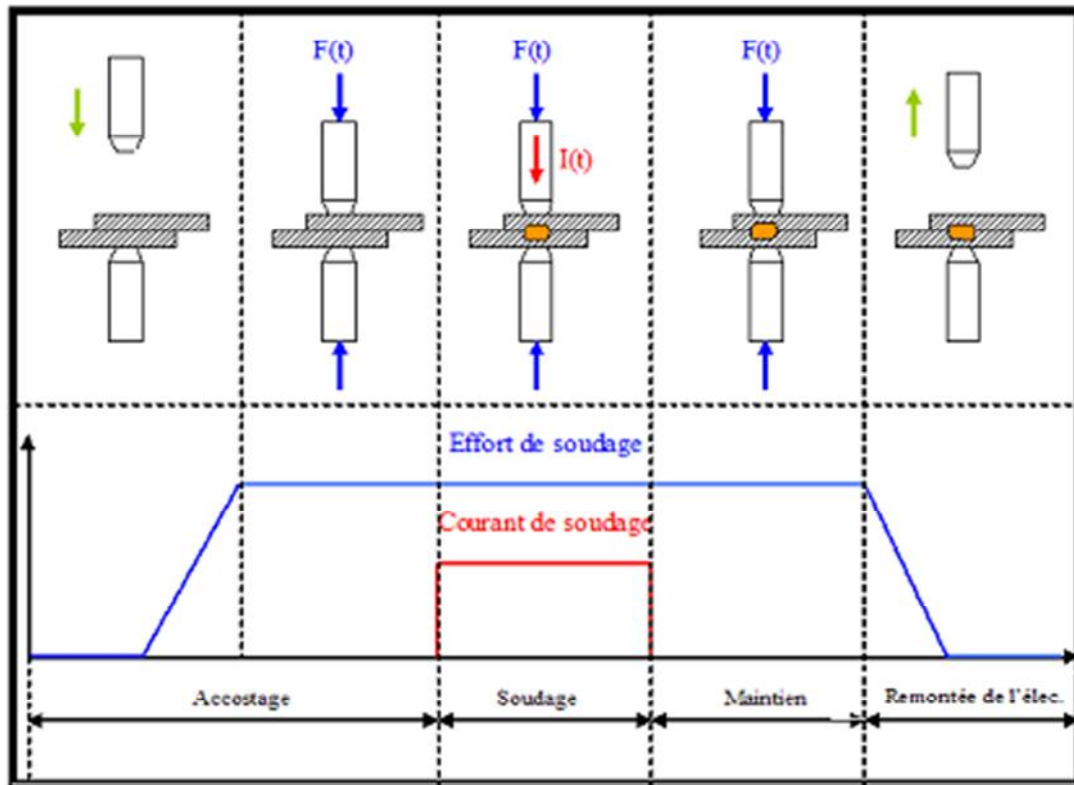 F(t)
F(t)
F(t)
I(t)
Effort de soudage
Courant de soudage
Accostage
Soudage
Maintien
Remontée de l'élec.